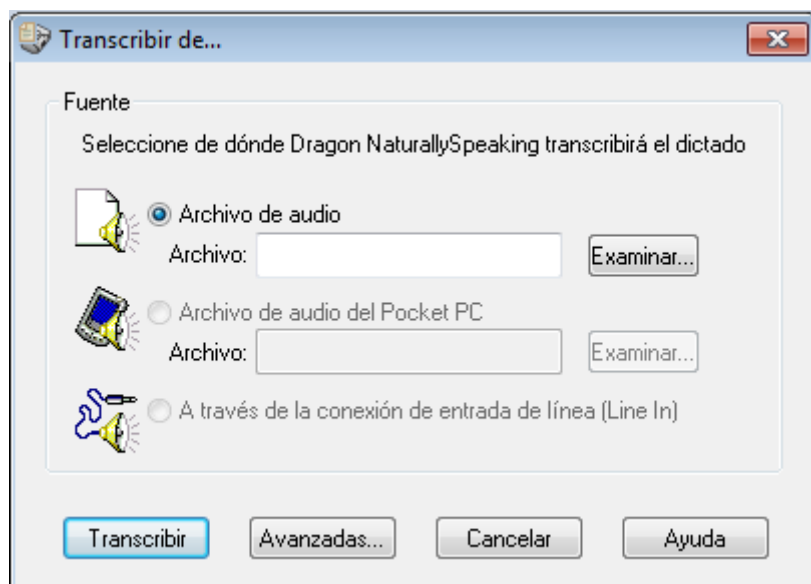 Transcribir de...
Fuente
Seleccione de dónde Dragon NaturallySpeaking transcribirá el dictado
Archivo de audio
Archivo: Examinar...
Archivo de audio del Pocket PC
Archivo: Examinar...
A través de la conexión de entrada de línea (Line In)
Transcribir Avanzadas... Cancelar Ayuda